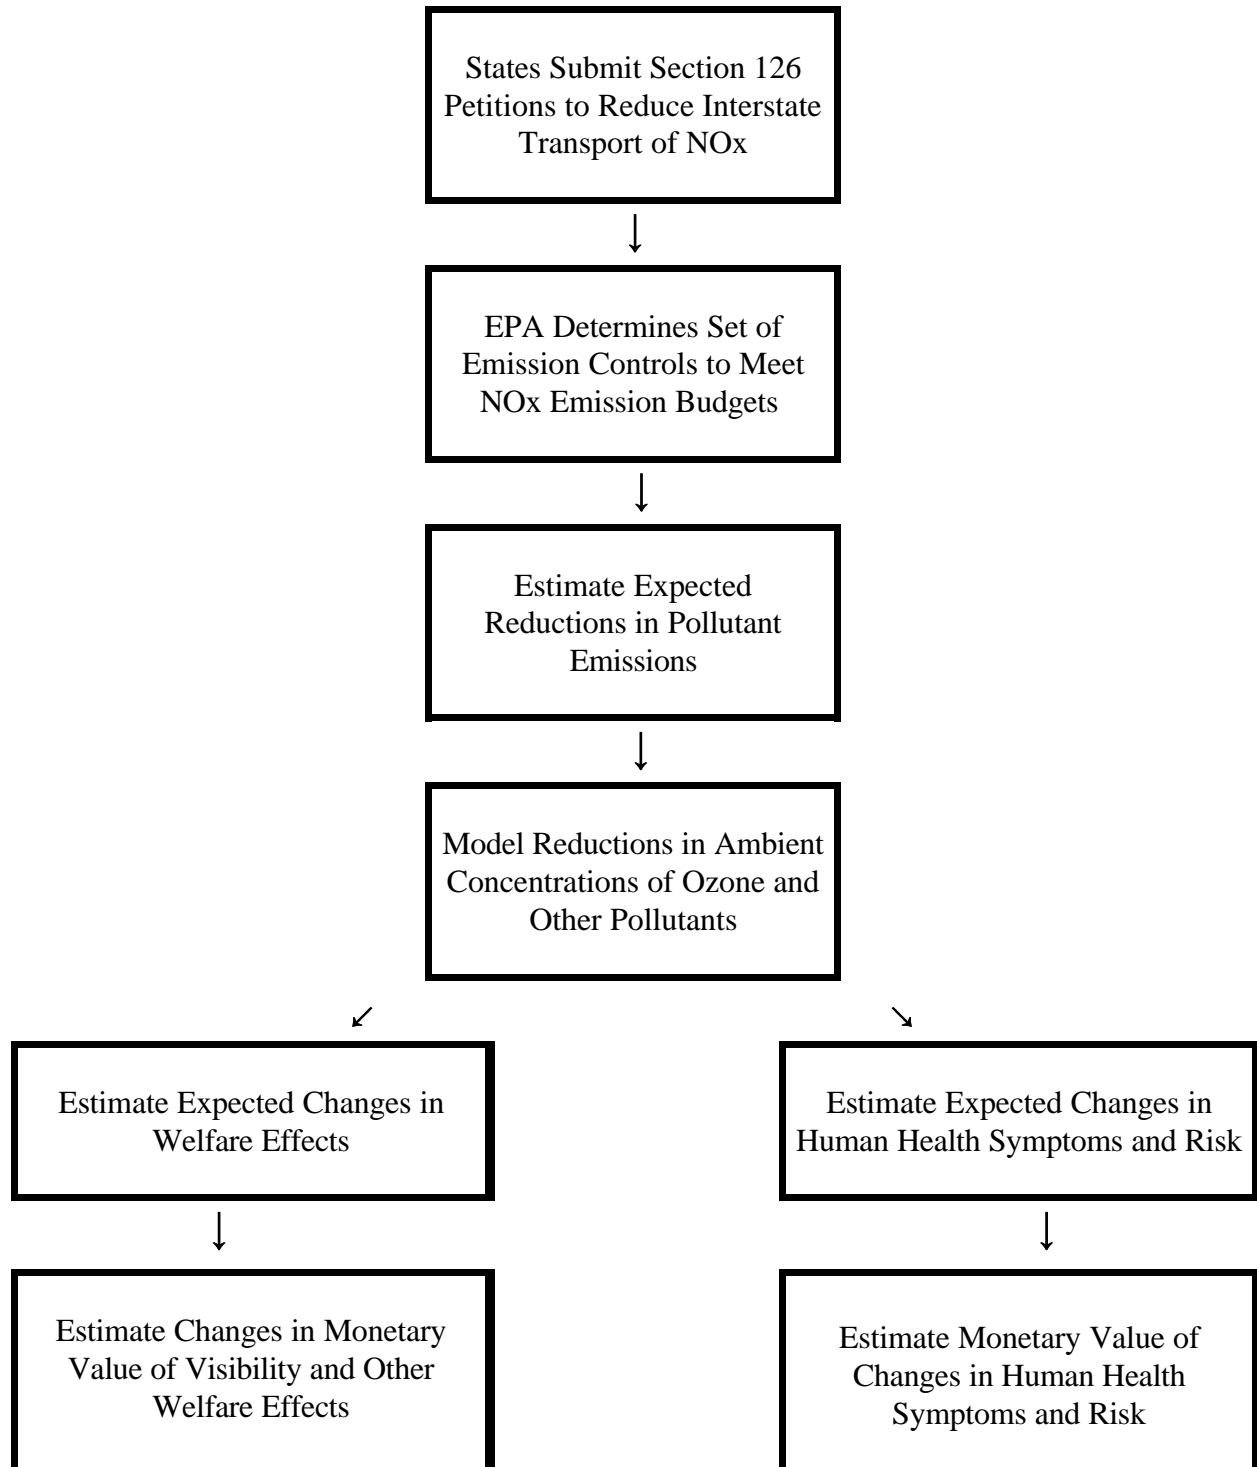 States Submit Section 126
Petitions to Reduce Interstate
Transport of NOx
↓
EPA Determines Set of
Emission Controls to Meet
NOx Emission Budgets
↓
Estimate Expected
Reductions in Pollutant
Emissions
↓
Model Reductions in Ambient
Concentrations of Ozone and
Other Pollutants
↙ ↘
Estimate Expected Changes in
Welfare Effects
Estimate Expected Changes in
Human Health Symptoms and Risk
↓ ↓
Estimate Changes in Monetary
Value of Visibility and Other
Welfare Effects
Estimate Monetary Value of
Changes in Human Health
Symptoms and Risk